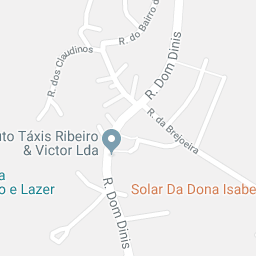 R. do Bairro d
R. dos Claudinos
R. Dom Dinis
R. da Brejoeira
uto Táxis Ribeiro
& Victor Lda
a
o e Lazer
Solar Da Dona Isabe
R. Dom Dinis